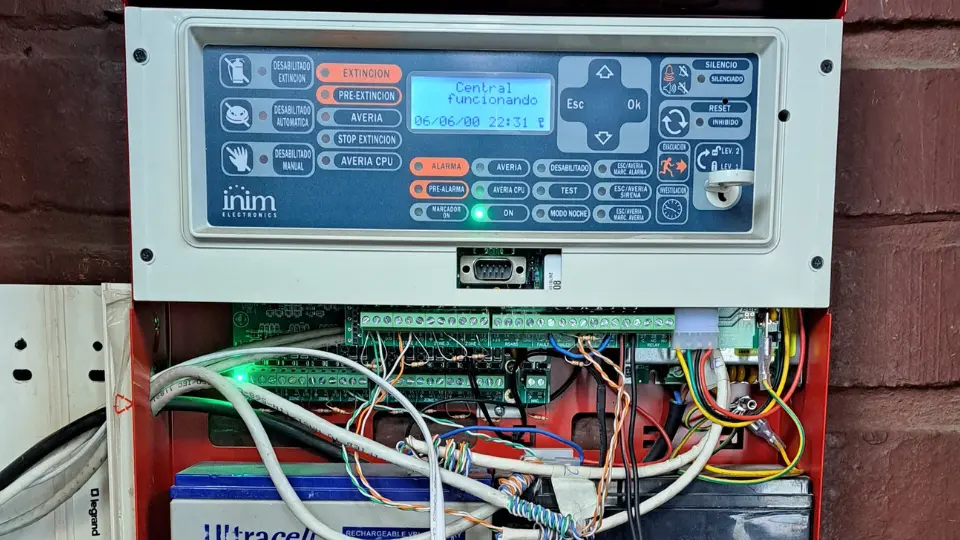 DESABILITADO
EXTINCION
DESABILITADO
AUTOMATICA
DESABILITADO
MANUAL
EXTINCION
PRE-EXTINCION
AVERIA
STOP EXTINCION
AVERIA CPU
Central
funcionando
06/06/00 22:31
Esc
Ok
SILENCIO
SILENCIADO
RESET
INHIBIDO
EVACUACION
LEV. 2
LEV. 1
INVESTIGACION
ALARMA
AVERIA
DESABILITADO
ESC/AVERIA
MARC. ALARMA
PRE-ALARMA
AVERIA CPU
TEST
ESC/AVERIA
SIRENA
MARCADOR
ON
ON
MODO NOCHE
ESC/AVERIA
MARC. AVERIA
inim
ELECTRONICS
08
RS485
RELAY
legrand
Ultracell
RECHARGEABLE